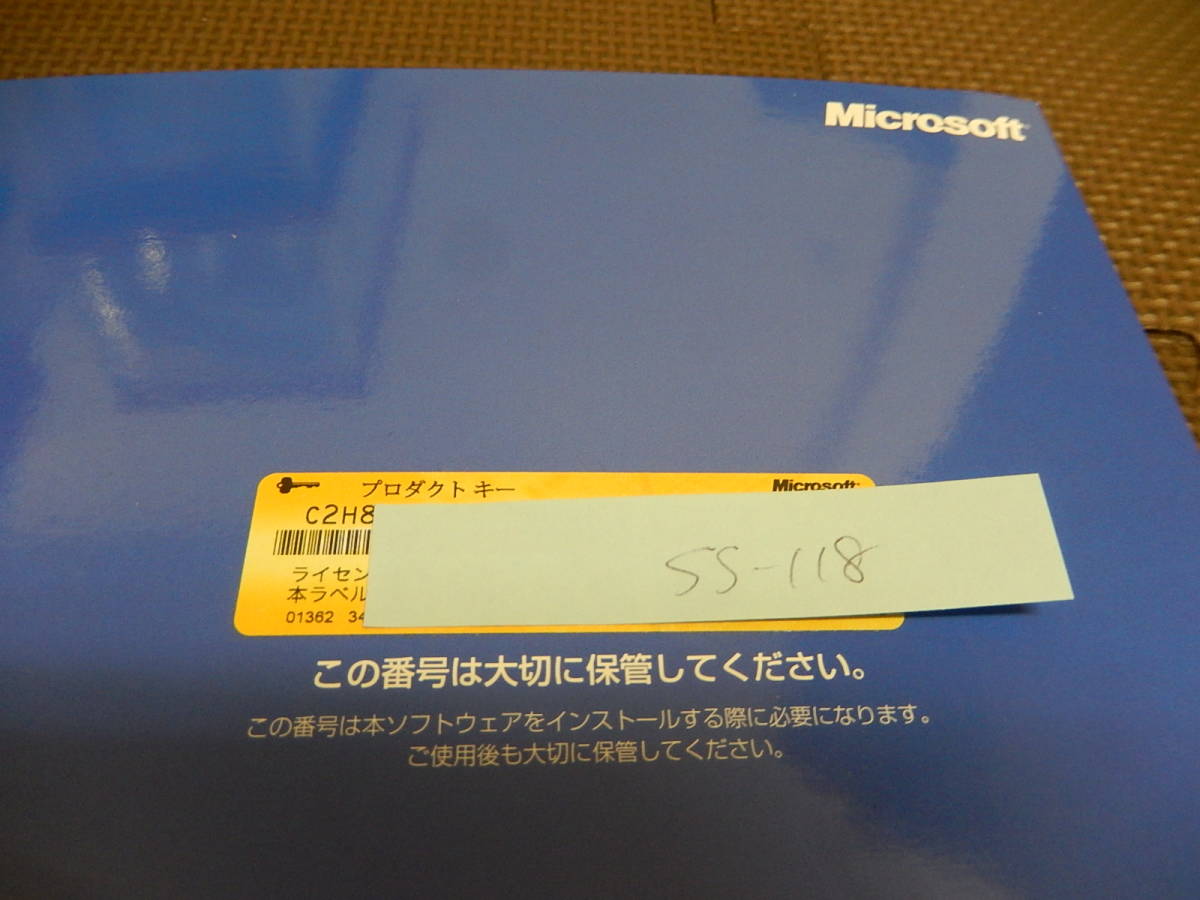 Microsoft
プロダクト キー
Microsoft
C2H8
SS-118
ライセン
本ラベル
01362 34
この番号は大切に保管してください。
この番号は本ソフトウェアをインストールする際に必要になります。
ご使用後も大切に保管してください。